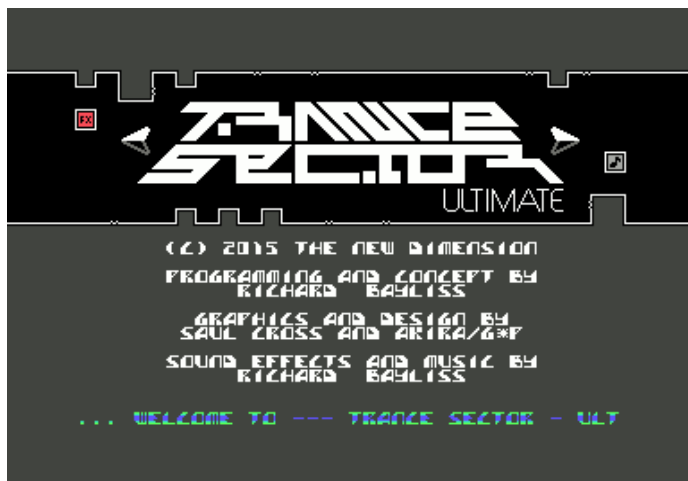 FX
TRANCE
SECTOR
ULTIMATE
(C) 2015 THE NEW DIMENSION
PROGRAMMING AND CONCEPT BY
RICHARD BAYLISS
GRAPHICS AND DESIGN BY
SAUL CROSS AND AKIRA/G*P
SOUND EFFECTS AND MUSIC BY
RICHARD BAYLISS
... WELCOME TO --- TRANCE SECTOR - ULT